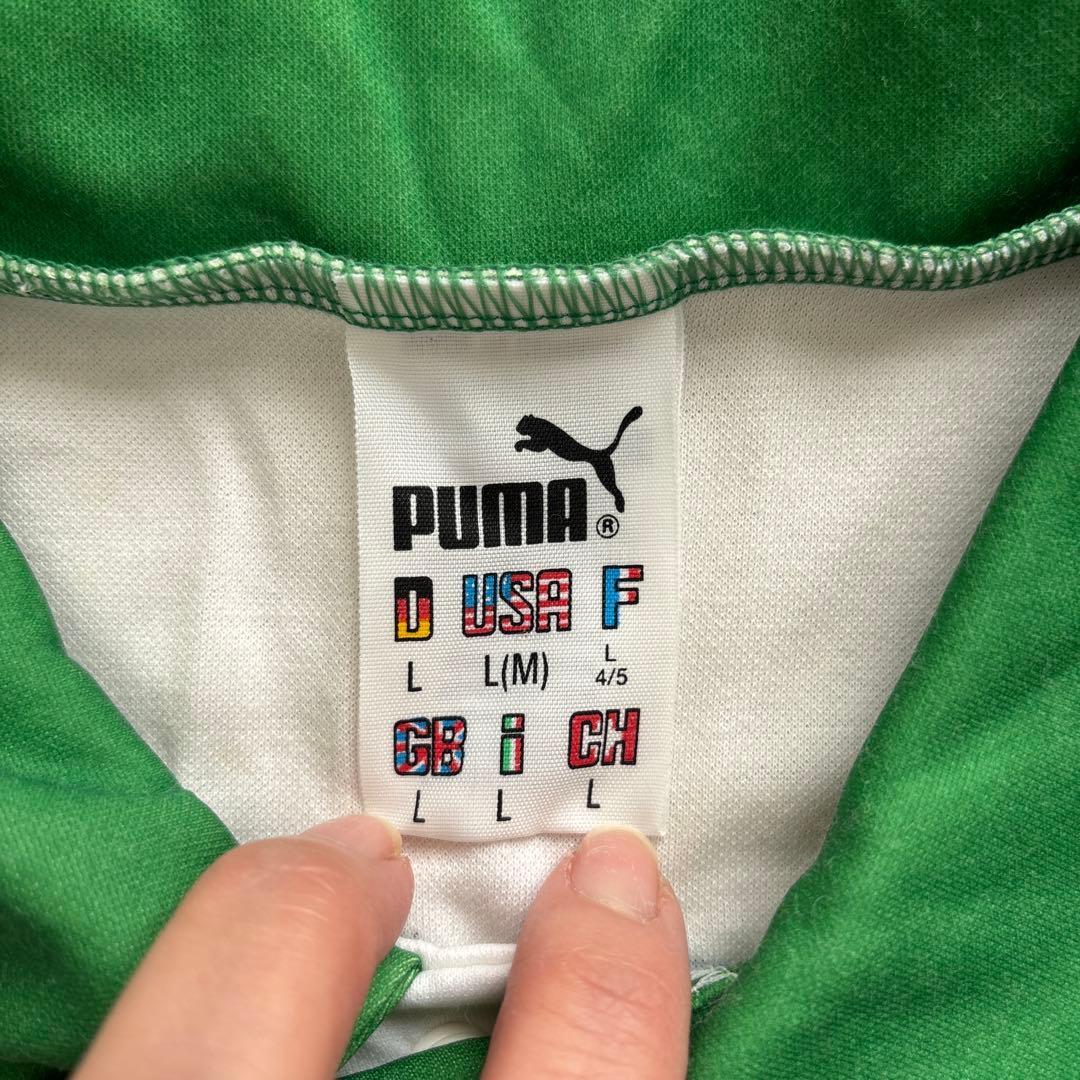 PUMA®
D USA F
L L(M) L 4/5
GB i CH
L L L